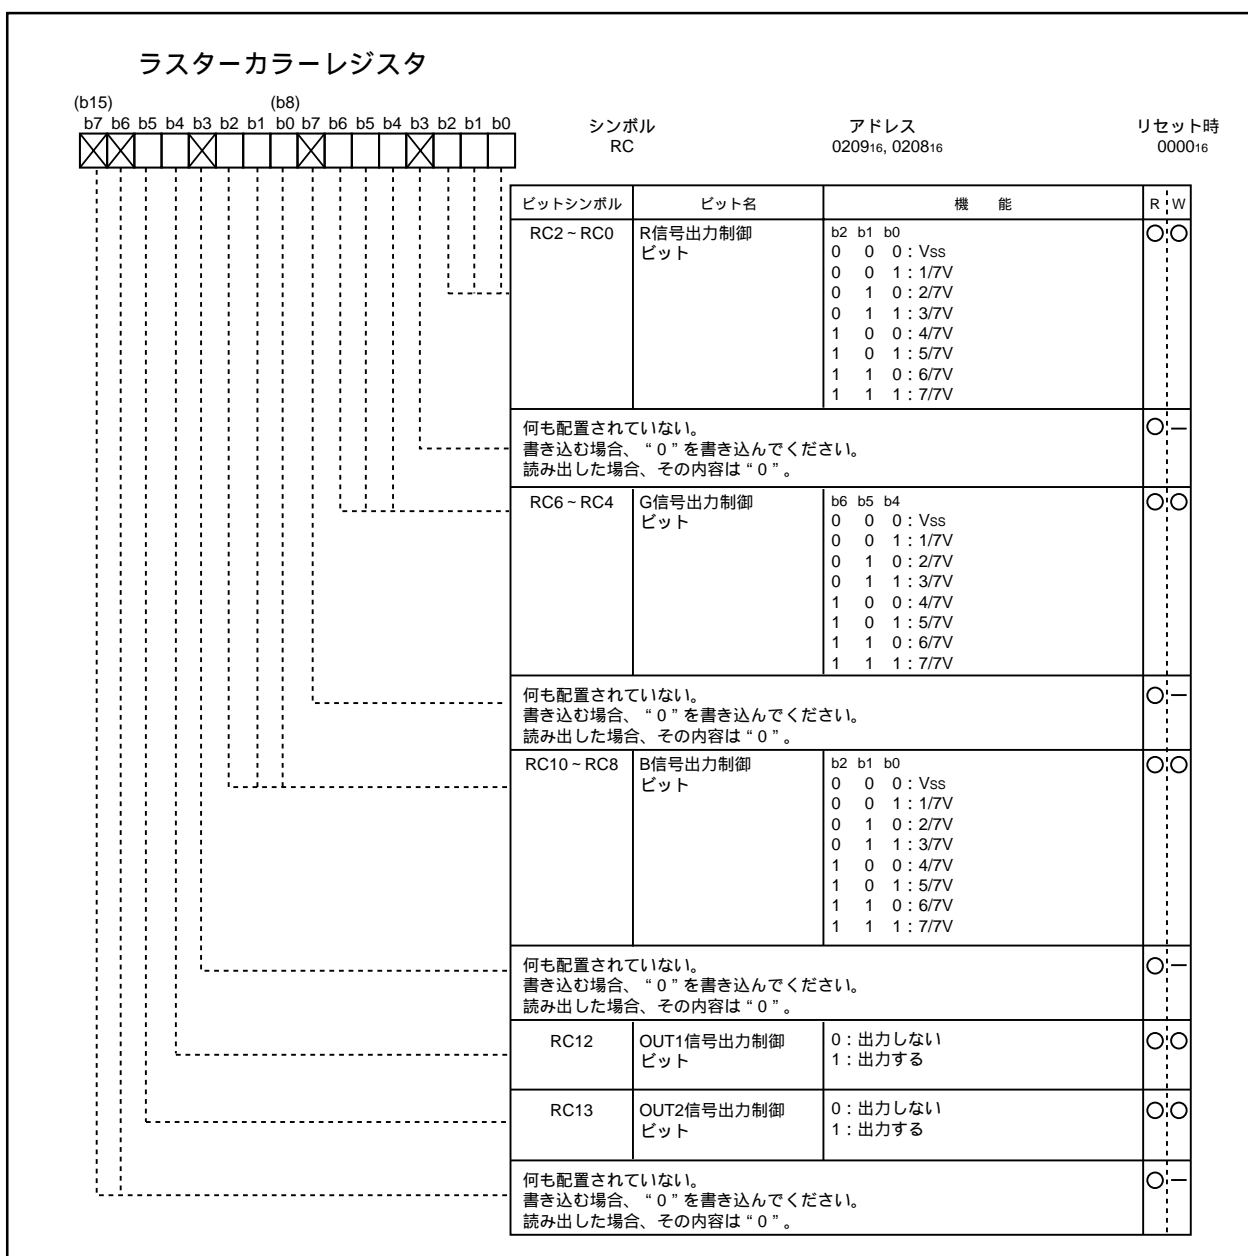 ラスターカラーレジスタ
(b15) (b8)
b7 b6 b5 b4 b3 b2 b1 b0 b7 b6 b5 b4 b3 b2 b1 b0
シンボル アドレス リセット時
RC 020916, 020816 000016
ビットシンボル ビット名 機 能 R W
RC2~RC0 R信号出力制御 b2 b1 b0 ○ ○
ビット 0 0 0:Vss
0 0 1:1/7V
0 1 0:2/7V
0 1 1:3/7V
1 0 0:4/7V
1 0 1:5/7V
1 1 0:6/7V
1 1 1:7/7V
何も配置されていない。 ○ —
書き込む場合、“0”を書き込んでください。
読み出した場合、その内容は“0”。
RC6~RC4 G信号出力制御 b6 b5 b4 ○ ○
ビット 0 0 0:Vss
0 0 1:1/7V
0 1 0:2/7V
0 1 1:3/7V
1 0 0:4/7V
1 0 1:5/7V
1 1 0:6/7V
1 1 1:7/7V
何も配置されていない。 ○ —
書き込む場合、“0”を書き込んでください。
読み出した場合、その内容は“0”。
RC10~RC8 B信号出力制御 b2 b1 b0 ○ ○
ビット 0 0 0:Vss
0 0 1:1/7V
0 1 0:2/7V
0 1 1:3/7V
1 0 0:4/7V
1 0 1:5/7V
1 1 0:6/7V
1 1 1:7/7V
何も配置されていない。 ○ —
書き込む場合、“0”を書き込んでください。
読み出した場合、その内容は“0”。
RC12 OUT1信号出力制御 0:出力しない ○ ○
ビット 1:出力する
RC13 OUT2信号出力制御 0:出力しない ○ ○
ビット 1:出力する
何も配置されていない。 ○ —
書き込む場合、“0”を書き込んでください。
読み出した場合、その内容は“0”。